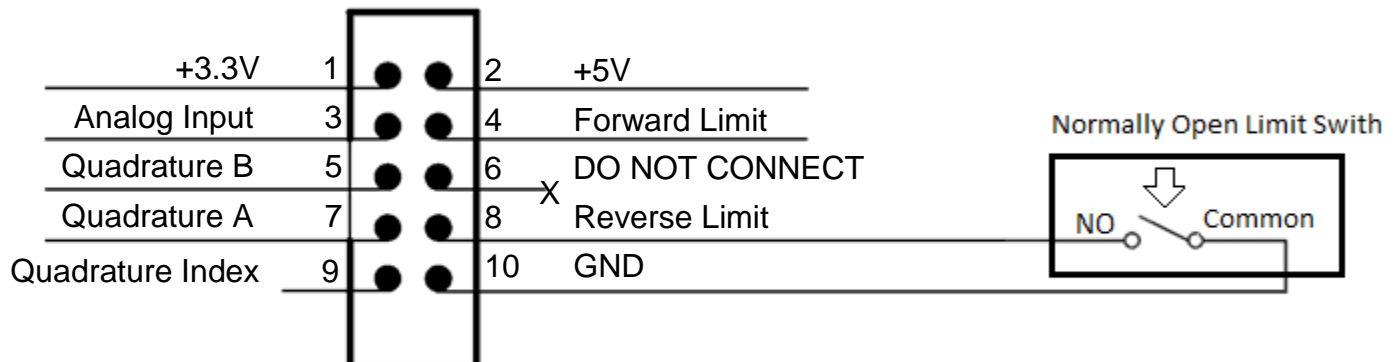 +3.3V 1 2 +5V
Analog Input 3 4 Forward Limit
Normally Open Limit Swith
Quadrature B 5 6 X DO NOT CONNECT
Quadrature A 7 8 Reverse Limit
NO Common
Quadrature Index 9 10 GND